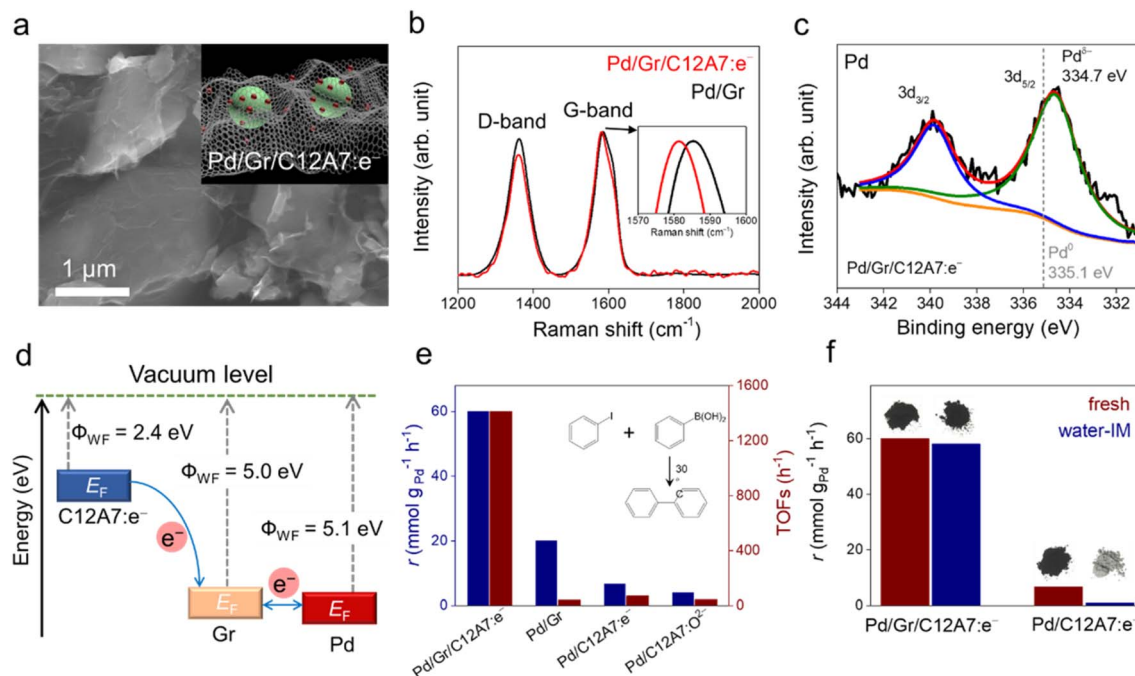 a
Pd/Gr/C12A7:e⁻
1 μm
b
Pd/Gr/C12A7:e⁻
Pd/Gr
D-band
G-band
1570 1580 1590 1600
Raman shift (cm⁻¹)
Intensity (arb. unit)
1200 1400 1600 1800 2000
Raman shift (cm⁻¹)
c
Pd
3d₃/₂
3d₅/₂
Pdᵟ⁻
334.7 eV
Pd⁰
335.1 eV
Pd/Gr/C12A7:e⁻
Intensity (arb. unit)
344 342 340 338 336 334 332
Binding energy (eV)
d
Vacuum level
Energy (eV)
Φ_WF = 2.4 eV
Φ_WF = 5.0 eV
Φ_WF = 5.1 eV
E_F
C12A7:e⁻
e⁻
e⁻
E_F
E_F
Gr
Pd
e
r (mmol g_Pd⁻¹ h⁻¹)
60
40
20
0
I
+
B(OH)₂
30
°
C
1600
1200
800
400
0
TOFs (h⁻¹)
Pd/Gr/C12A7:e⁻
Pd/Gr
Pd/C12A7:e⁻
Pd/C12A7:O²⁻
f
fresh
water-IM
r (mmol g_Pd⁻¹ h⁻¹)
60
40
20
0
Pd/Gr/C12A7:e⁻
Pd/C12A7:e⁻